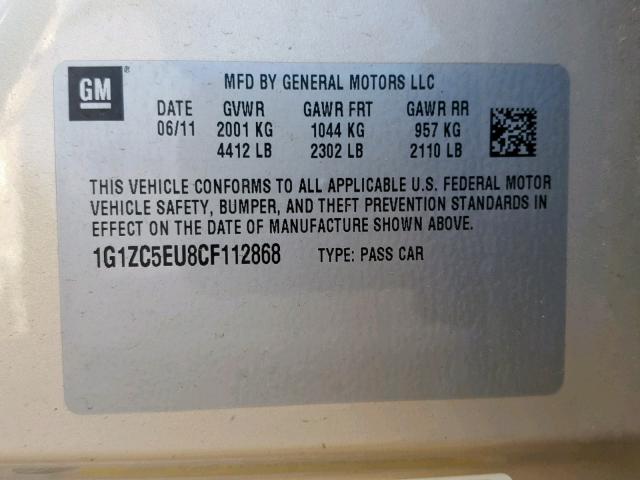 GM ® MFD BY GENERAL MOTORS LLC
DATE GVWR GAWR FRT GAWR RR
06/11 2001 KG 1044 KG 957 KG
4412 LB 2302 LB 2110 LB
THIS VEHICLE CONFORMS TO ALL APPLICABLE U.S. FEDERAL MOTOR
VEHICLE SAFETY, BUMPER, AND THEFT PREVENTION STANDARDS IN
EFFECT ON THE DATE OF MANUFACTURE SHOWN ABOVE.
1G1ZC5EU8CF112868 TYPE: PASS CAR